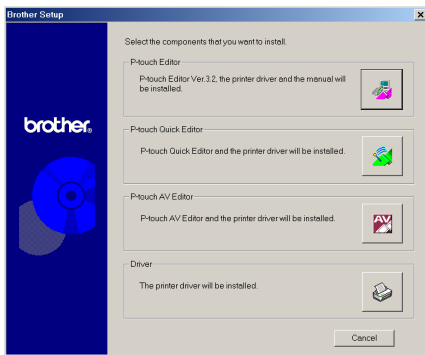 Brother Setup
Select the components that you want to install.
P-touch Editor
P-touch Editor Ver.3.2, the printer driver and the manual will
be installed.
brother®
P-touch Quick Editor
P-touch Quick Editor and the printer driver will be installed.
P-touch AV Editor
P-touch AV Editor and the printer driver will be installed.
AV
Driver
The printer driver will be installed.
Cancel